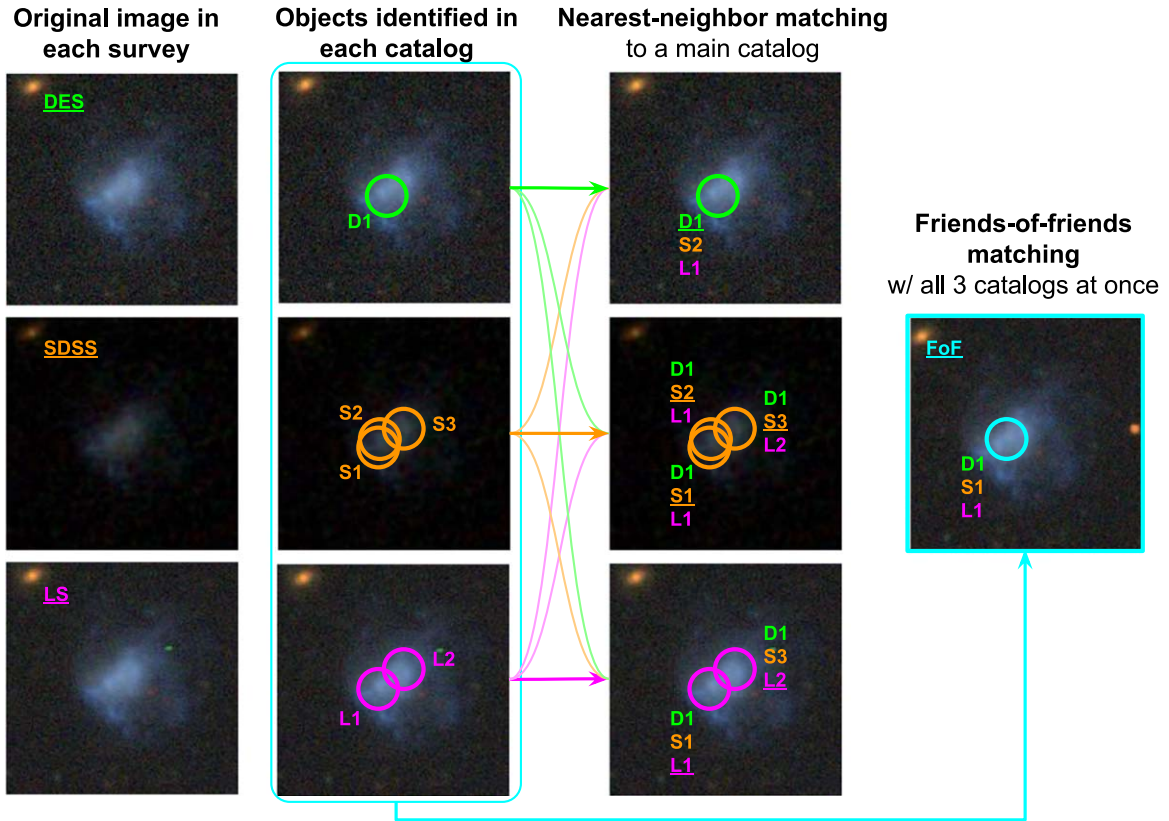 Original image in
each survey
Objects identified in
each catalog
Nearest-neighbor matching
to a main catalog
DES
D1
D1
S2
L1
Friends-of-friends
matching
w/ all 3 catalogs at once
SDSS
S2
S3
S1
D1
S2
L1
D1
S3
L2
D1
S1
L1
FoF
D1
S1
L1
LS
L2
L1
D1
S3
L2
D1
S1
L1